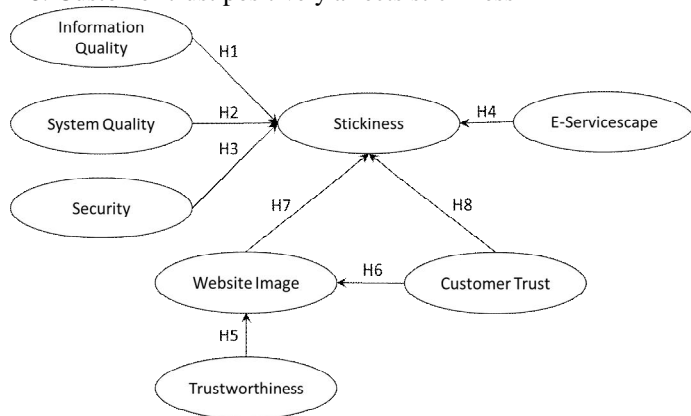 Information
Quality
H1
System Quality
H2
Stickiness
H4
E-Servicescape
H3
Security
H7
H8
Website Image
H6
Customer Trust
H5
Trustworthiness